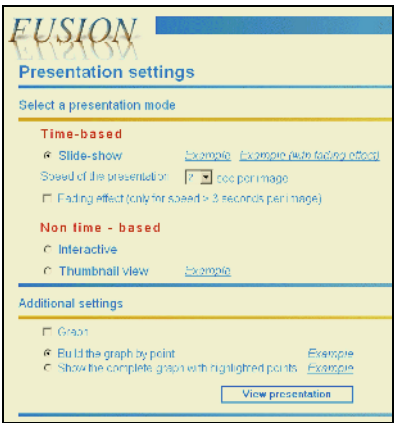 FUSION
Presentation settings
Select a presentation mode
Time-based
Slide-show Example Example (with fading effect)
Speed of the presentation 2 sec per image
Fading effect (only for speed > 3 seconds per image)
Non time - based
Interactive
Thumbnail view Example
Additional settings
Graph
Build the graph by point Example
Show the complete graph with highlighted points Example
View presentation